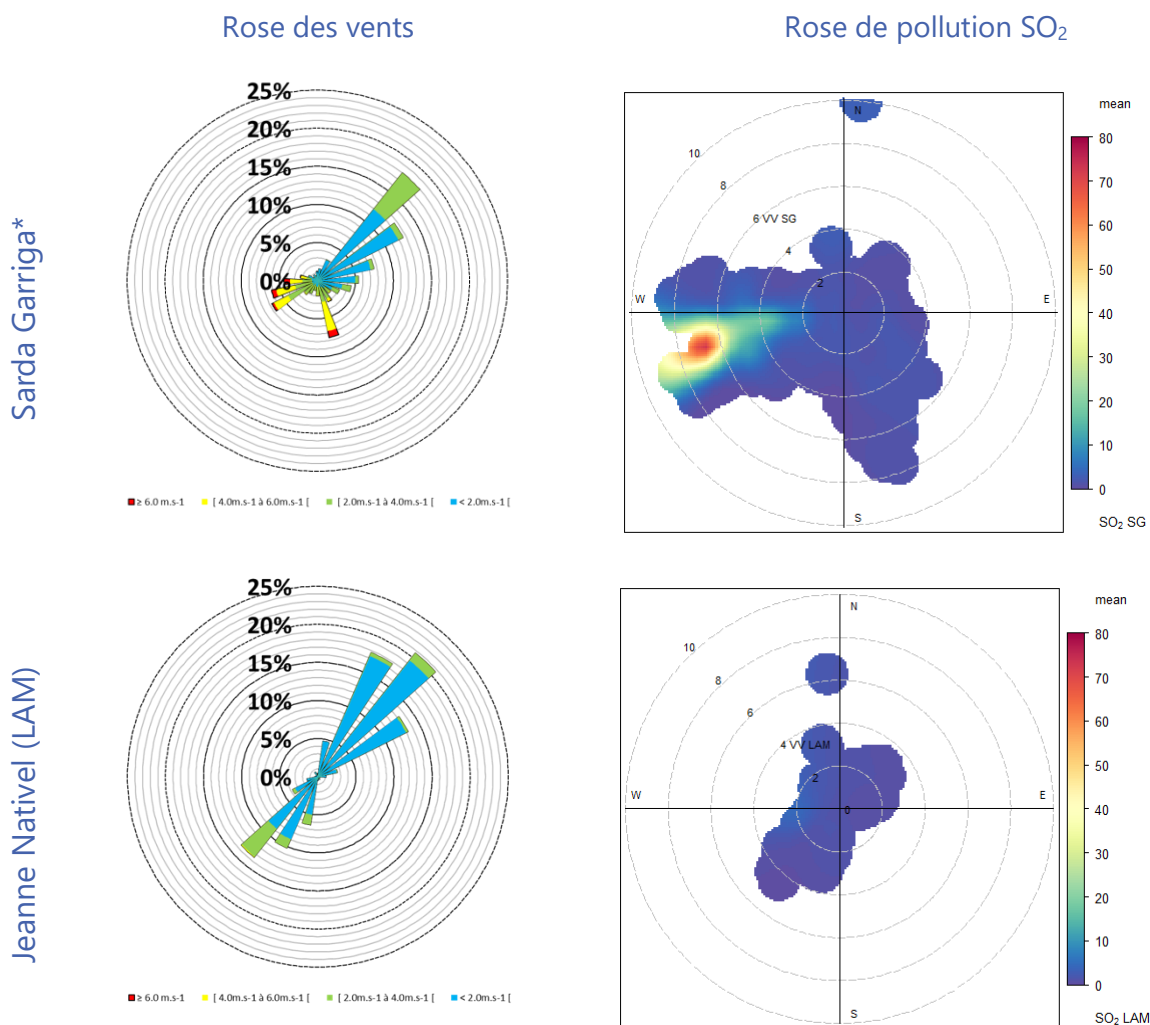 Rose des vents
Rose de pollution SO2
Sarda Garriga*
25%
20%
15%
10%
5%
0%
≥ 6.0 m.s-1 [ 4.0m.s-1 à 6.0m.s-1 [ [ 2.0m.s-1 à 4.0m.s-1 [ < 2.0m.s-1 [
N
10
8
6 VV SG
4
2
W
E
S
mean
80
70
60
50
40
30
20
10
0
SO2 SG
Jeanne Nativel (LAM)
25%
20%
15%
10%
5%
0%
≥ 6.0 m.s-1 [ 4.0m.s-1 à 6.0m.s-1 [ [ 2.0m.s-1 à 4.0m.s-1 [ < 2.0m.s-1 [
N
10
8
6
4 VV LAM
2
0
W
E
S
mean
80
70
60
50
40
30
20
10
0
SO2 LAM